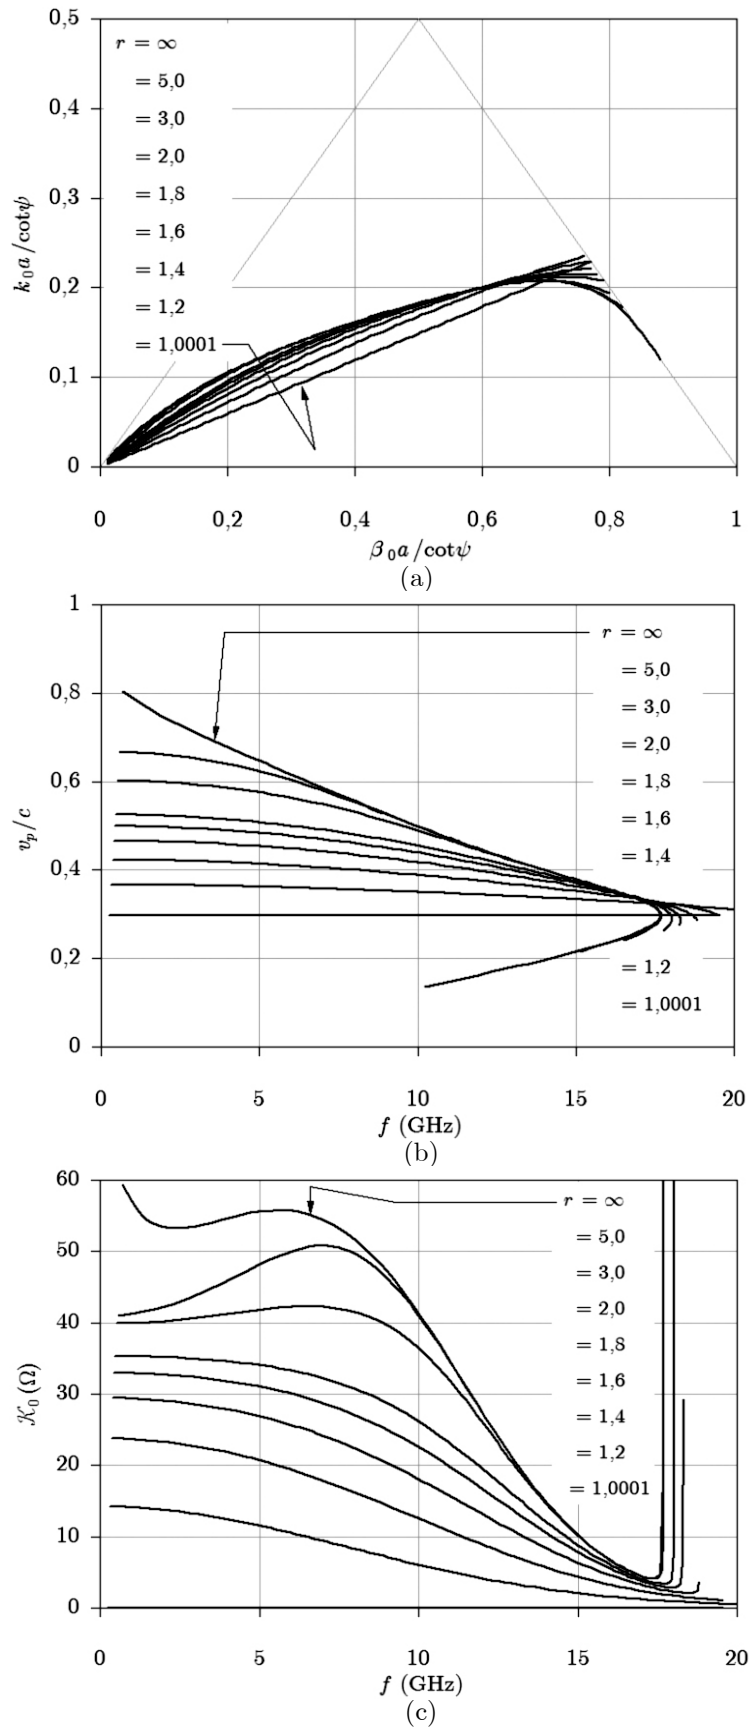 0,5
r = ∞
= 5,0
0,4
= 3,0
= 2,0
0,3
= 1,8
= 1,6
k₀a/cotψ
0,2
= 1,4
= 1,2
= 1,0001
0,1
0
0 0,2 0,4 0,6 0,8 1
β₀a/cotψ
(a)
1
r = ∞
= 5,0
0,8
= 3,0
= 2,0
0,6
= 1,8
= 1,6
vₚ/c
0,4
= 1,4
0,2
= 1,2
= 1,0001
0
0 5 10 15 20
f (GHz)
(b)
60
r = ∞
= 5,0
50
= 3,0
= 2,0
40
= 1,8
= 1,6
𝒦₀(Ω)
30
= 1,4
= 1,2
20
= 1,0001
10
0
0 5 10 15 20
f (GHz)
(c)